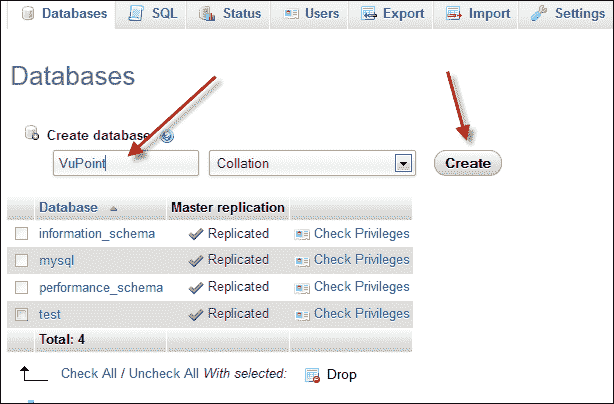 Databases SQL Status Users Export Import Settings
Databases
Create database
VuPoint Collation Create
Database Master replication
information_schema Replicated Check Privileges
mysql Replicated Check Privileges
performance_schema Replicated Check Privileges
test Replicated Check Privileges
Total: 4
Check All / Uncheck All With selected: Drop